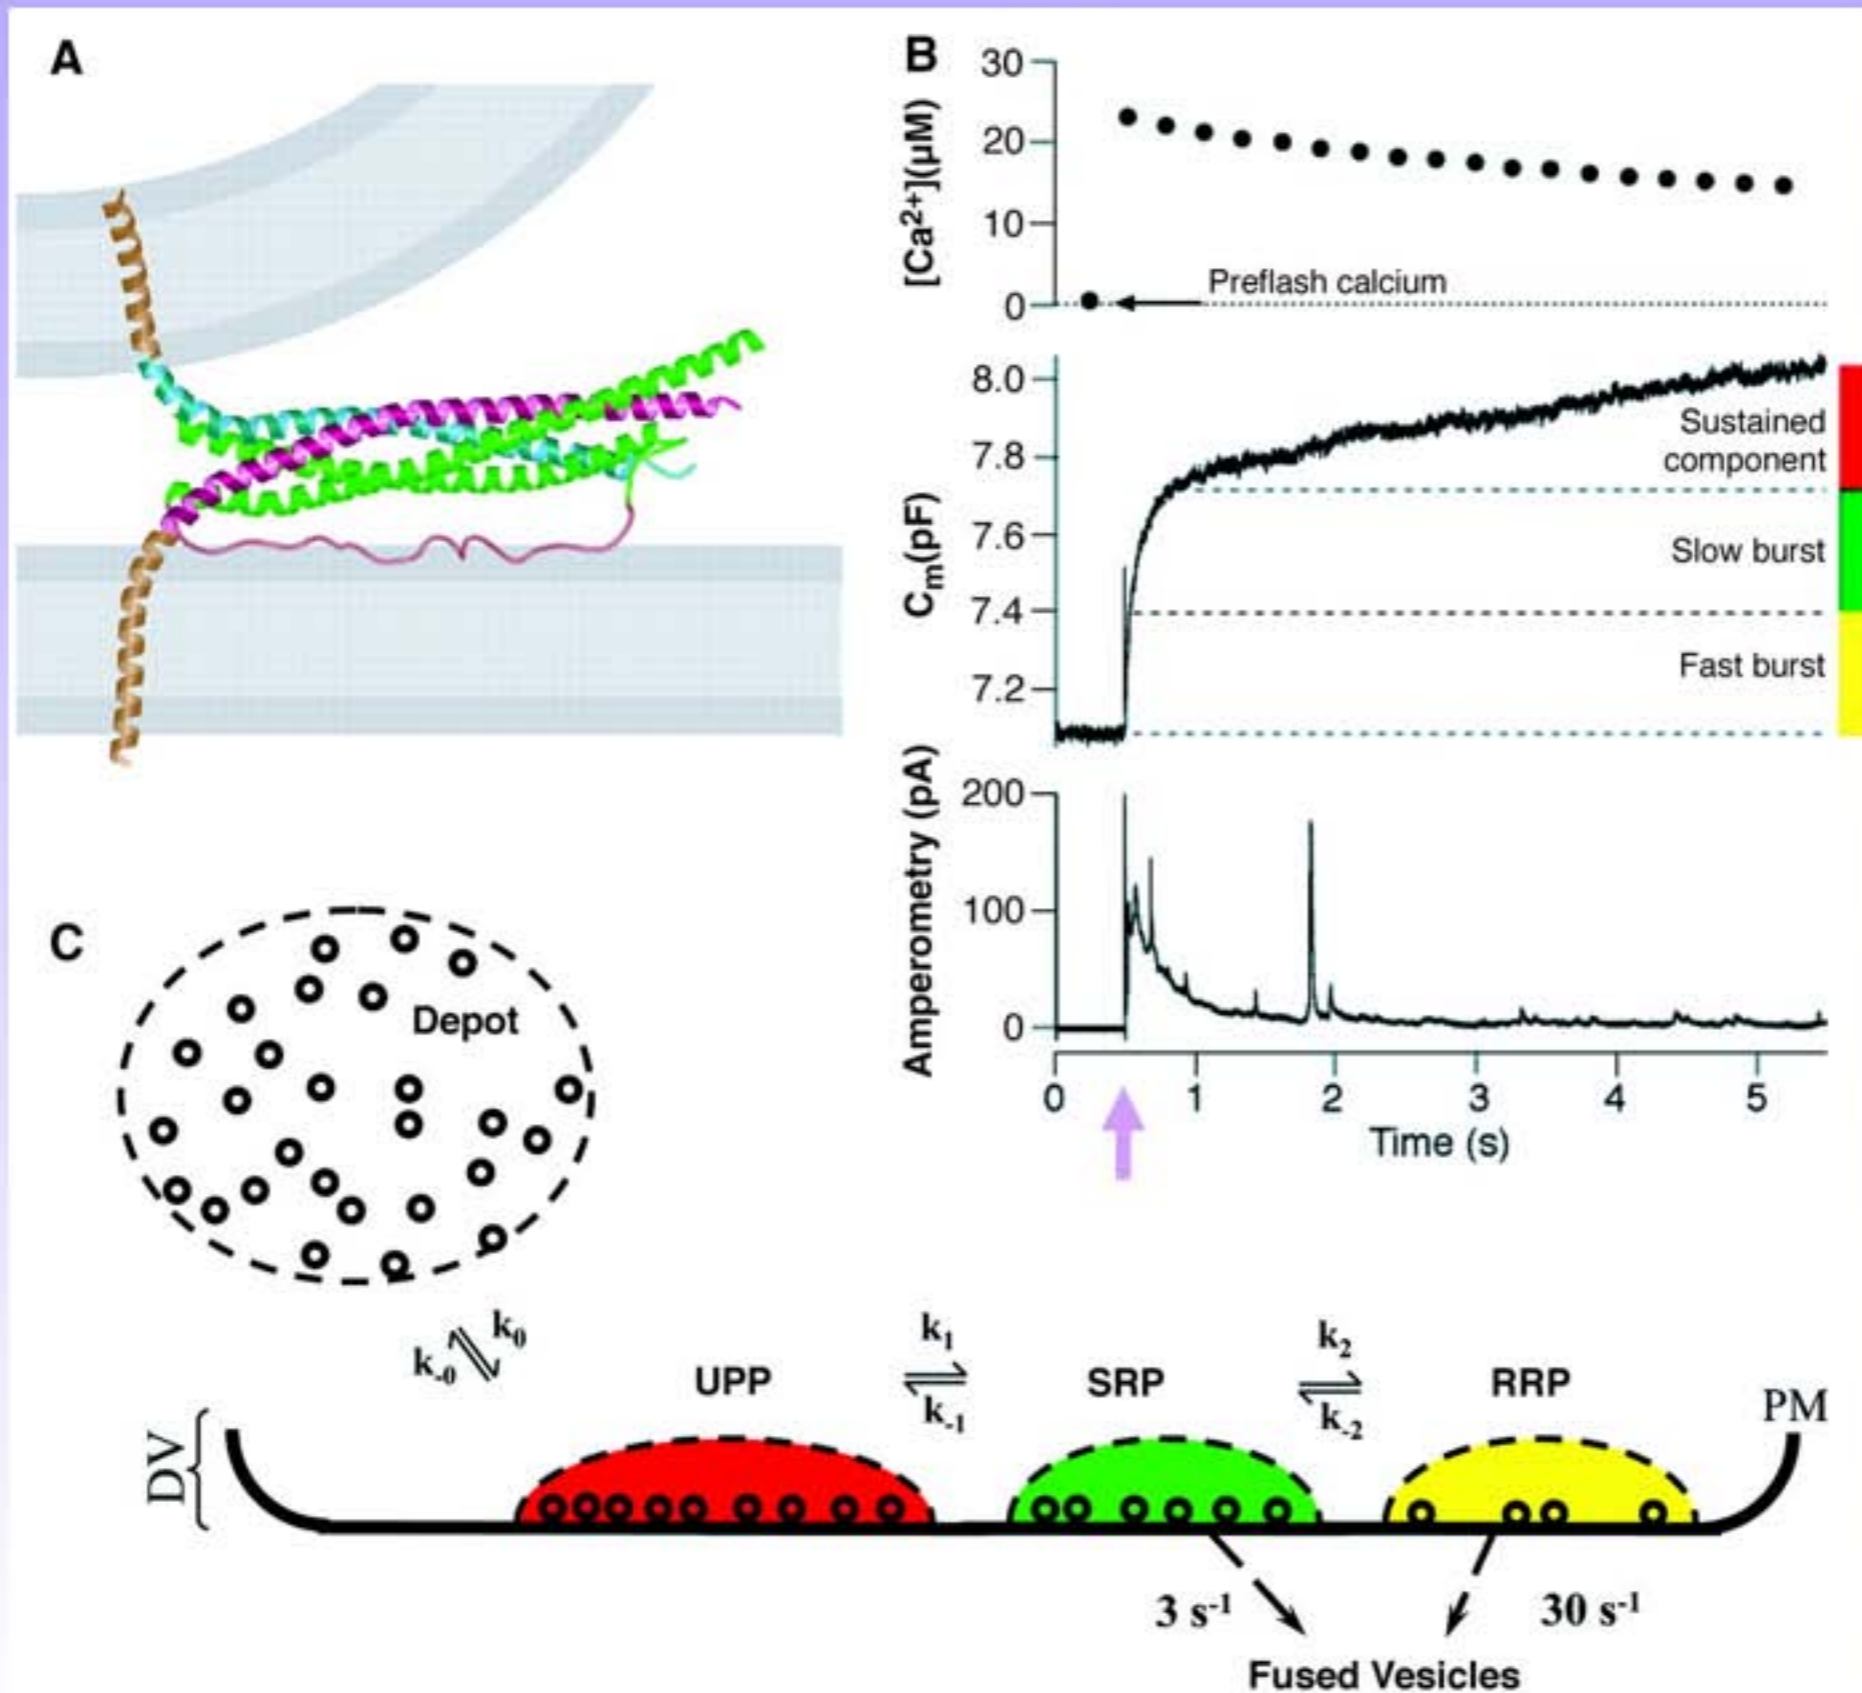 A
B
[Ca²⁺](μM)
30
20
10
0
Preflash calcium
Cm(pF)
8.0
7.8
7.6
7.4
7.2
Sustained
component
Slow burst
Fast burst
Amperometry (pA)
200
100
0
0 1 2 3 4 5
Time (s)
C
Depot
k₋₀ k₀
k₁
k₋₁
k₂
k₋₂
UPP SRP RRP
PM
DV
3 s⁻¹ 30 s⁻¹
Fused Vesicles